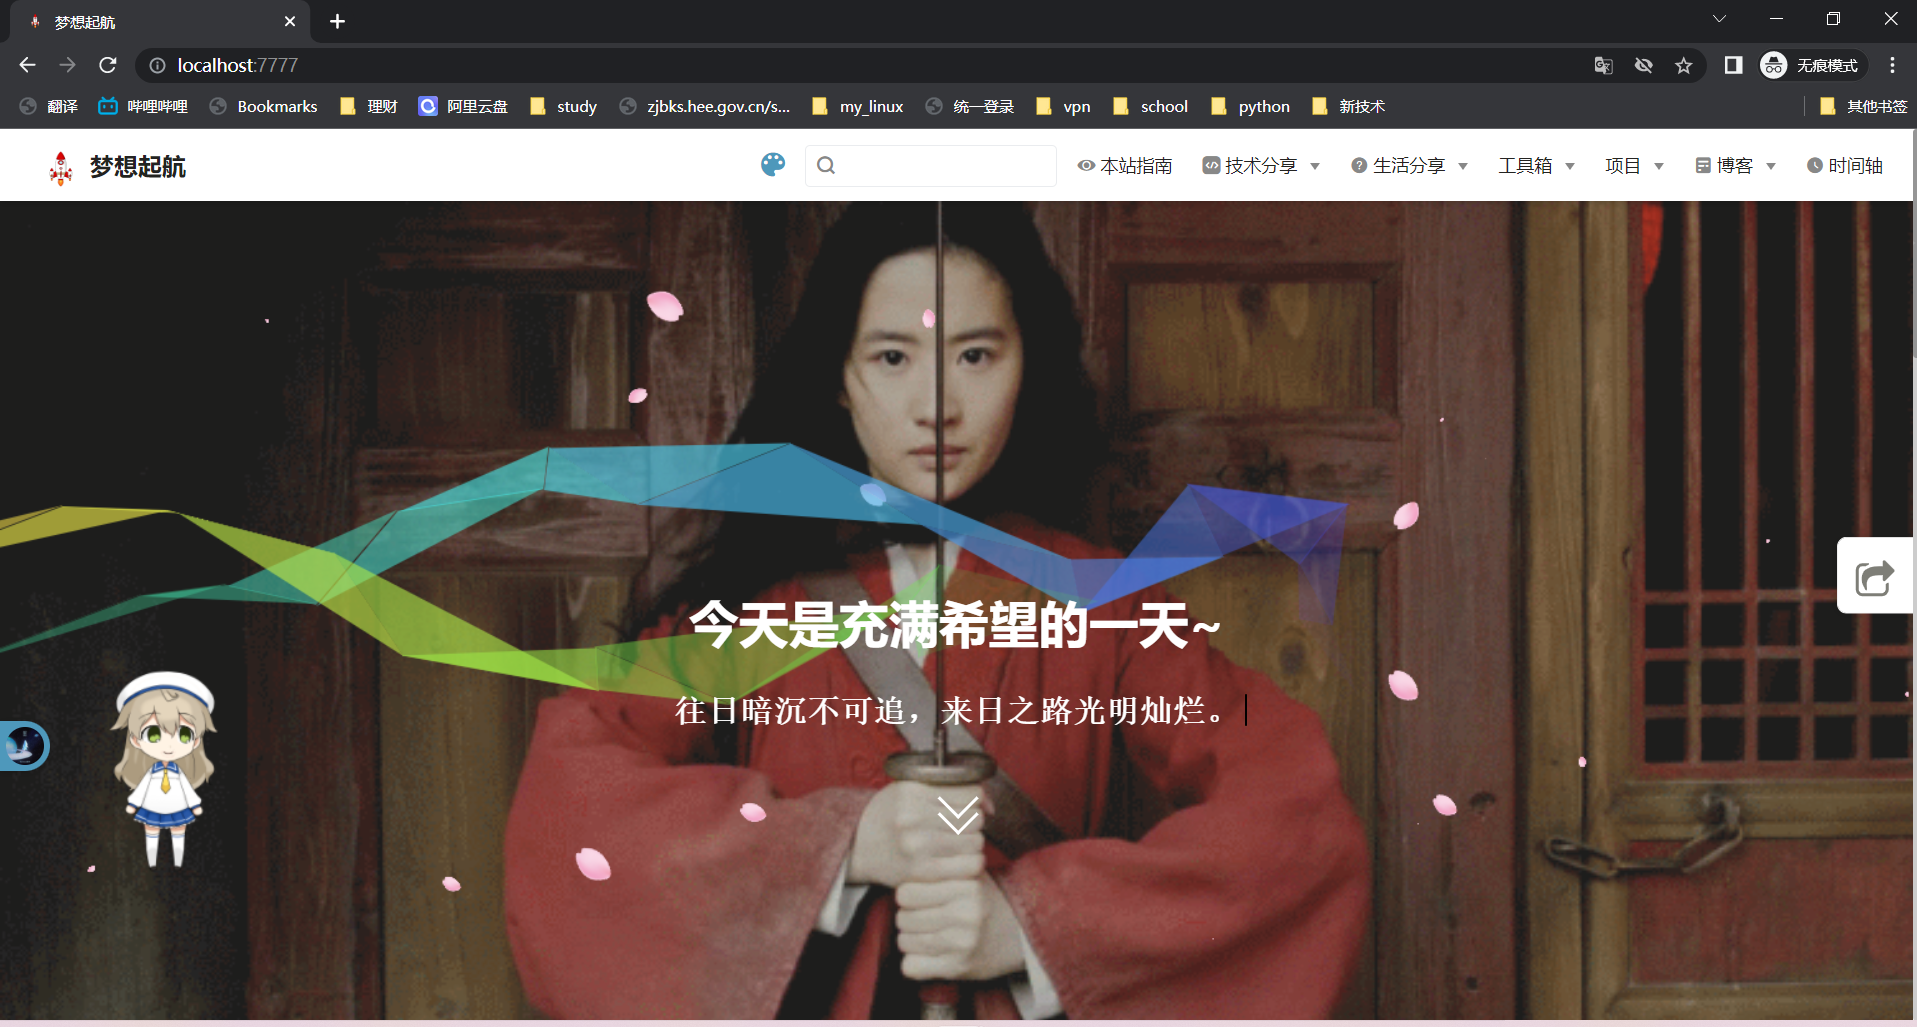 梦想起航
localhost:7777
无痕模式
翻译 哔哩哔哩 Bookmarks 理财 阿里云盘 study zjbks.hee.gov.cn/s... my_linux 统一登录 vpn school python 新技术 其他书签
梦想起航 本站指南 技术分享 生活分享 工具箱 项目 博客 时间轴
今天是充满希望的一天~
往日暗沉不可追，来日之路光明灿烂。